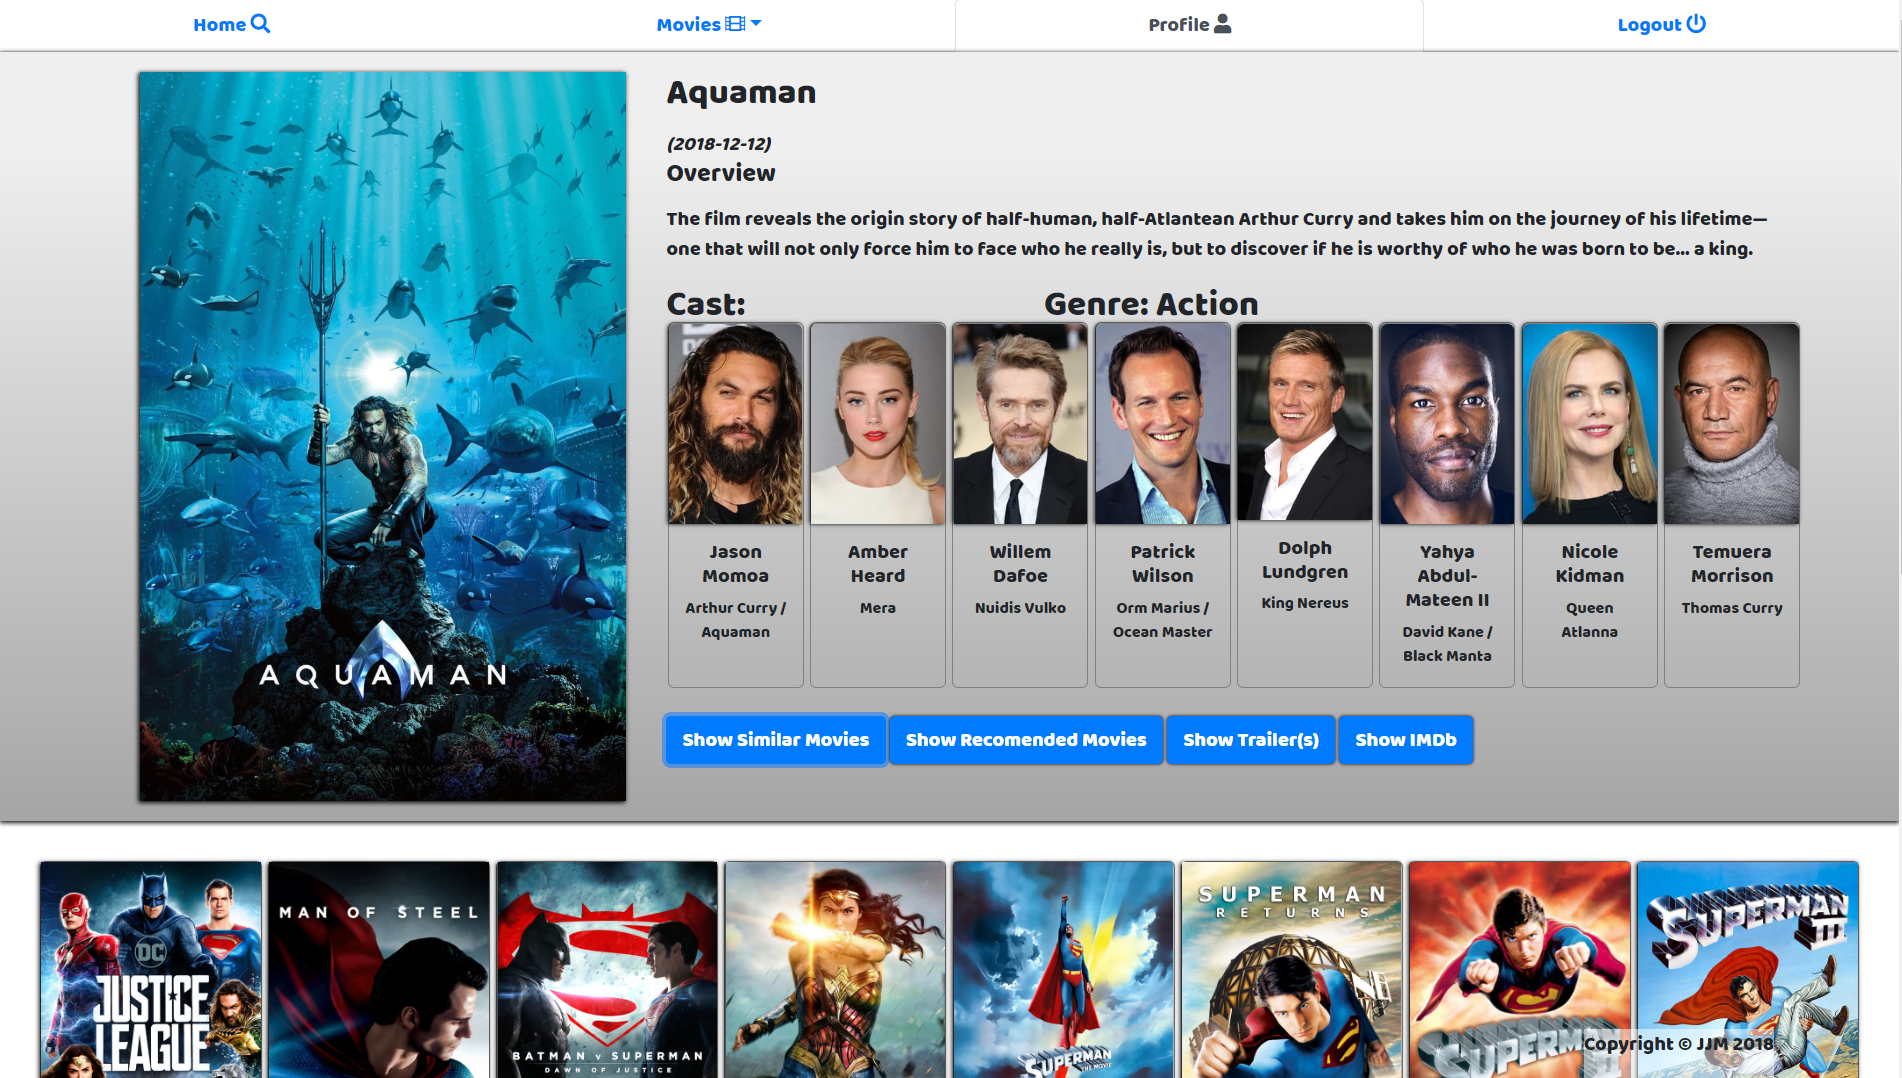 Home
Movies
Profile
Logout
AQUAMAN
Aquaman
(2018-12-12)
Overview
The film reveals the origin story of half-human, half-Atlantean Arthur Curry and takes him on the journey of his lifetime—
one that will not only force him to face who he really is, but to discover if he is worthy of who he was born to be... a king.
Cast:
Genre: Action
Jason
Momoa
Arthur Curry /
Aquaman
Amber
Heard
Mera
Willem
Dafoe
Nuidis Vulko
Patrick
Wilson
Orm Marius /
Ocean Master
Dolph
Lundgren
King Nereus
Yahya
Abdul-
Mateen II
David Kane /
Black Manta
Nicole
Kidman
Queen
Atlanna
Temuera
Morrison
Thomas Curry
Show Similar Movies
Show Recomended Movies
Show Trailer(s)
Show IMDb
DC
JUSTICE
LEAGUE
MAN OF STEEL
BATMAN v SUPERMAN
DAWN OF JUSTICE
SUPERMAN
THE MOVIE
SUPERMAN
RETURNS
SUPERMAN
SUPERMAN
III
Copyright © JJM 2018